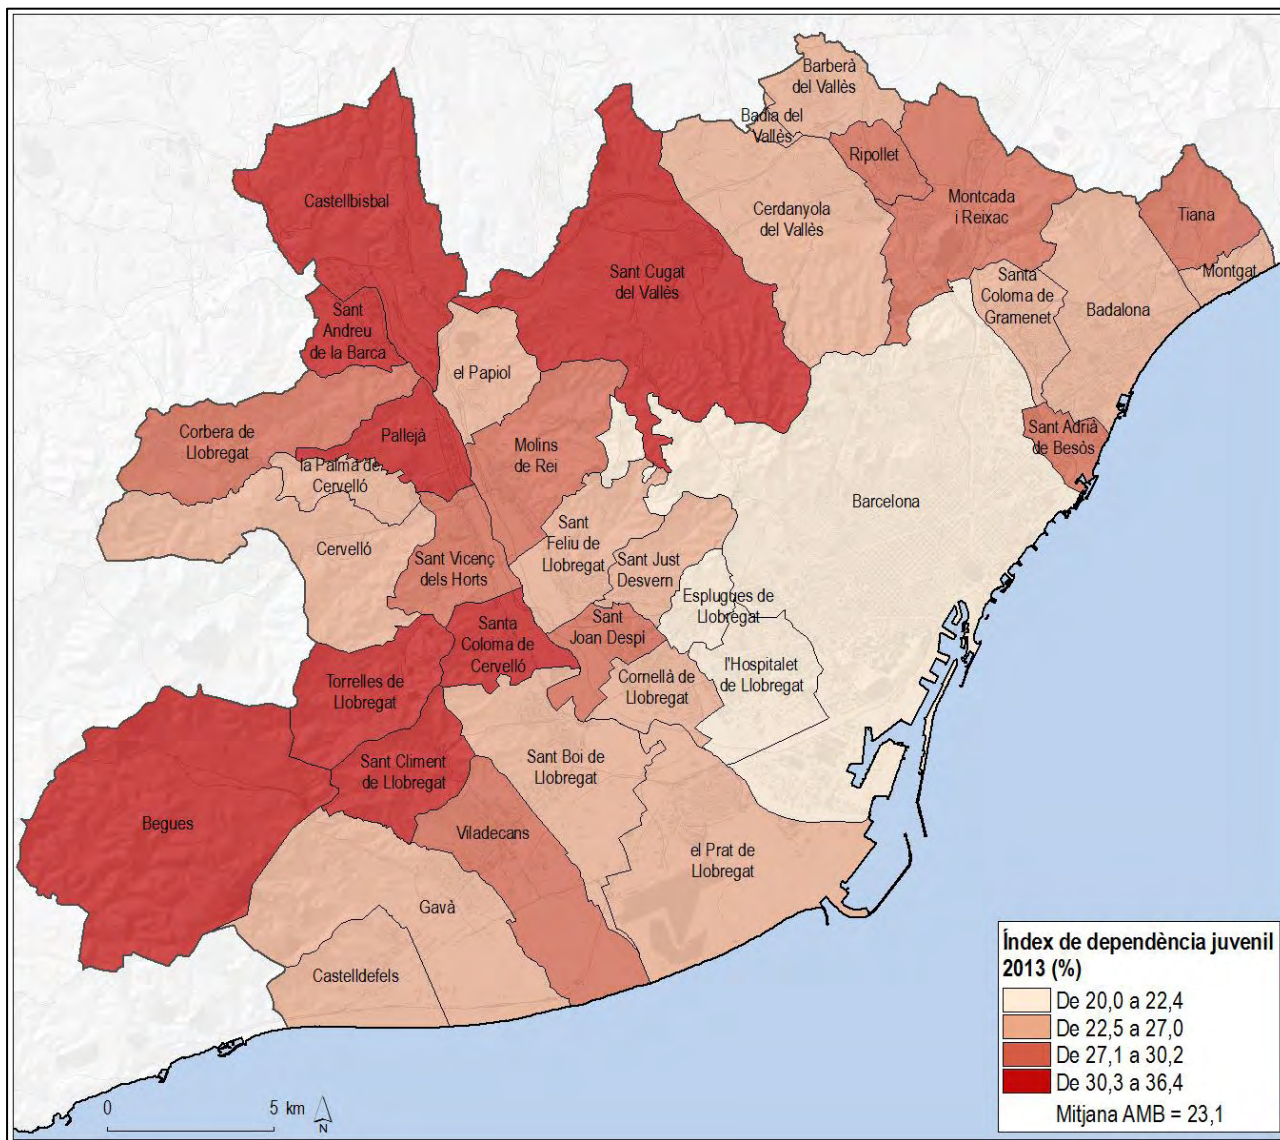 Barberà
del Vallès
Badia del
Vallès
Ripollet
Castellbisbal
Cerdanyola
del Vallès
Montcada
i Reixac
Tiana
Montgat
Sant Cugat
del Vallès
Santa
Coloma de
Gramenet
Badalona
Sant
Andreu
de la Barca
el Papiol
Corbera de
Llobregat
Pallejà
Molins
de Rei
Sant Adrià
de Besòs
la Palma de
Cervelló
Barcelona
Cervelló
Sant Vicenç
dels Horts
Sant
Feliu de
Llobregat
Sant Just
Desvern
Esplugues de
Llobregat
Santa
Coloma de
Cervelló
Sant
Joan Despí
Torrelles de
Llobregat
Cornellà de
Llobregat
l'Hospitalet
de Llobregat
Sant Climent
de Llobregat
Sant Boi de
Llobregat
Begues
Viladecans
el Prat de
Llobregat
Gavà
Castelldefels
Índex de dependència juvenil
2013 (%)
De 20,0 a 22,4
De 22,5 a 27,0
De 27,1 a 30,2
De 30,3 a 36,4
Mitjana AMB = 23,1
0 5 km
N